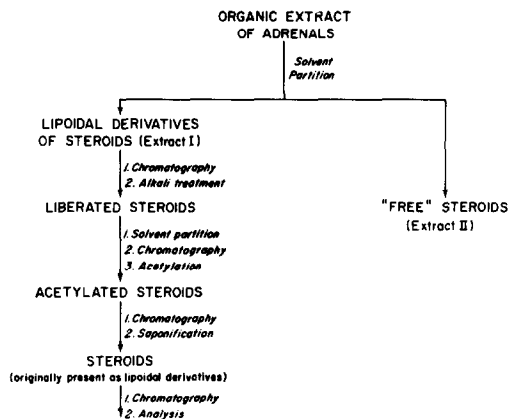 ORGANIC EXTRACT
OF ADRENALS
Solvent
Partition
LIPOIDAL DERIVATIVES
OF STEROIDS (Extract I)
1. Chromatography
2. Alkali treatment
LIBERATED STEROIDS
"FREE" STEROIDS
(Extract II)
1. Solvent partition
2. Chromatography
3. Acetylation
ACETYLATED STEROIDS
1. Chromatography
2. Saponification
STEROIDS
(originally present as lipoidal derivatives)
1. Chromatography
2. Analysis